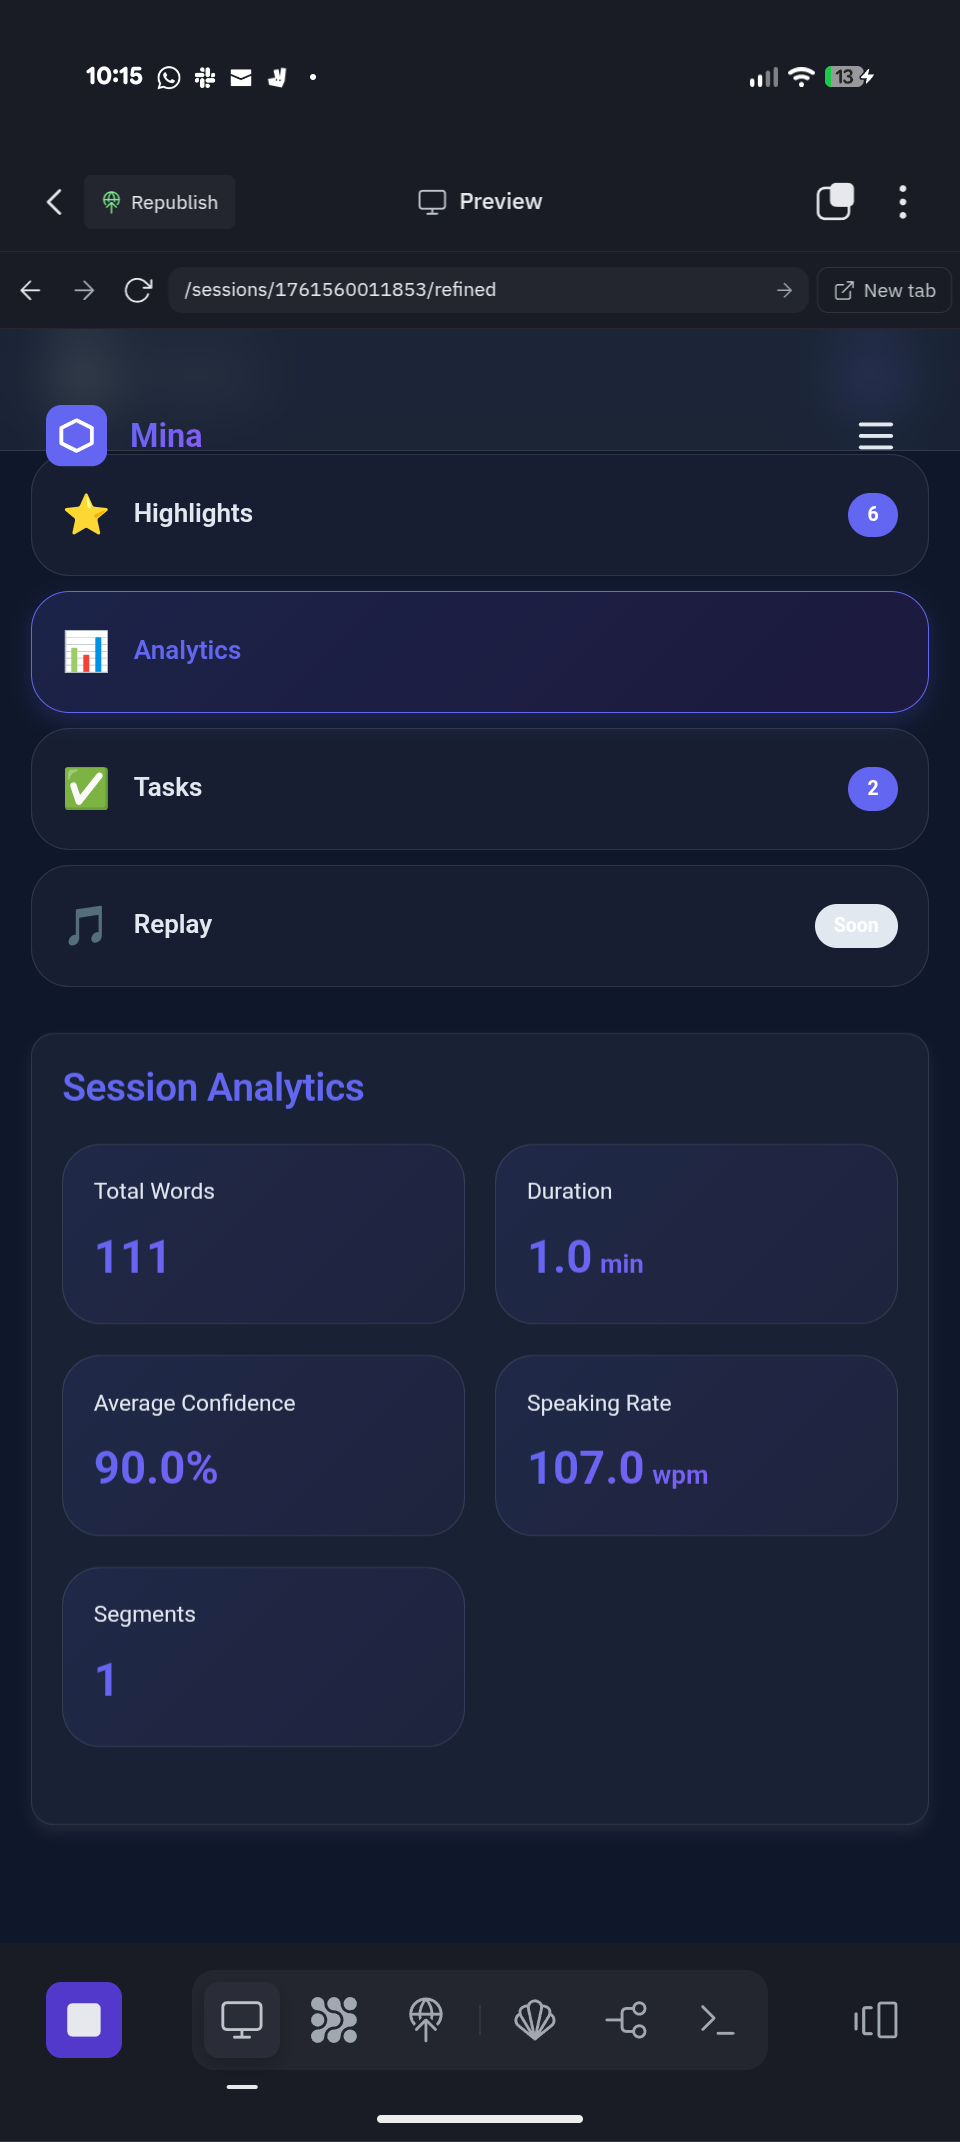 10:15
13
Republish
Preview
/sessions/1761560011853/refined
New tab
Mina
Highlights
6
Analytics
Tasks
2
Replay
Soon
Session Analytics
Total Words
111
Duration
1.0 min
Average Confidence
90.0%
Speaking Rate
107.0 wpm
Segments
1